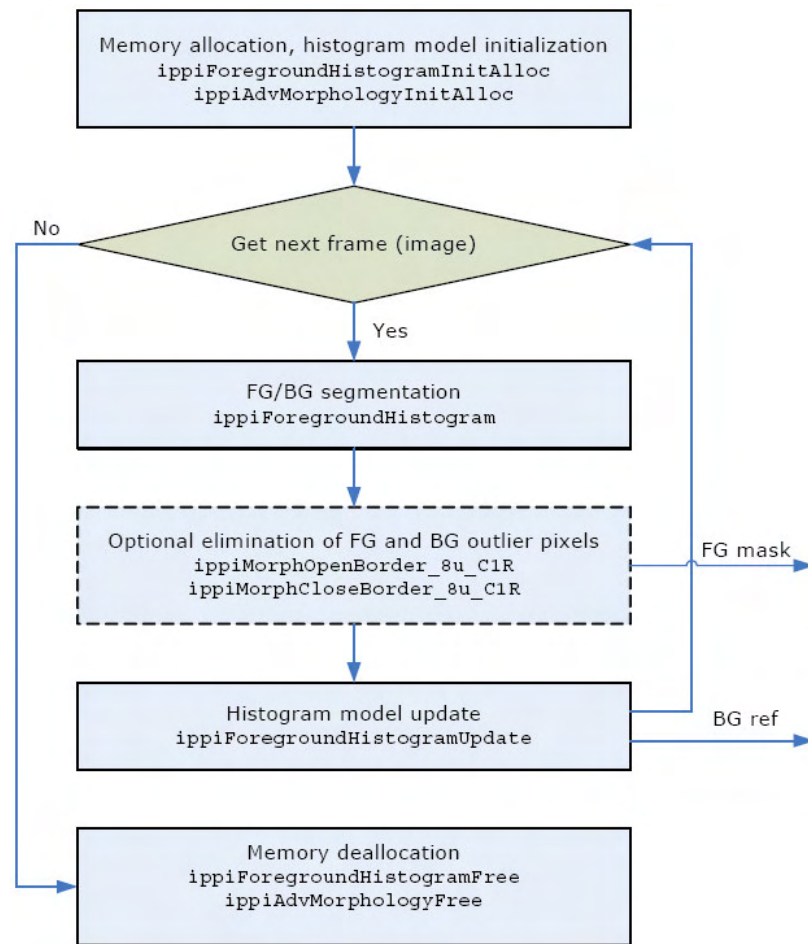 Memory allocation, histogram model initialization
ippiForegroundHistogramInitAlloc
ippiAdvMorphologyInitAlloc
No
Get next frame (image)
Yes
FG/BG segmentation
ippiForegroundHistogram
Optional elimination of FG and BG outlier pixels
ippiMorphOpenBorder_8u_C1R
ippiMorphCloseBorder_8u_C1R
FG mask
Histogram model update
ippiForegroundHistogramUpdate
BG ref
Memory deallocation
ippiForegroundHistogramFree
ippiAdvMorphologyFree